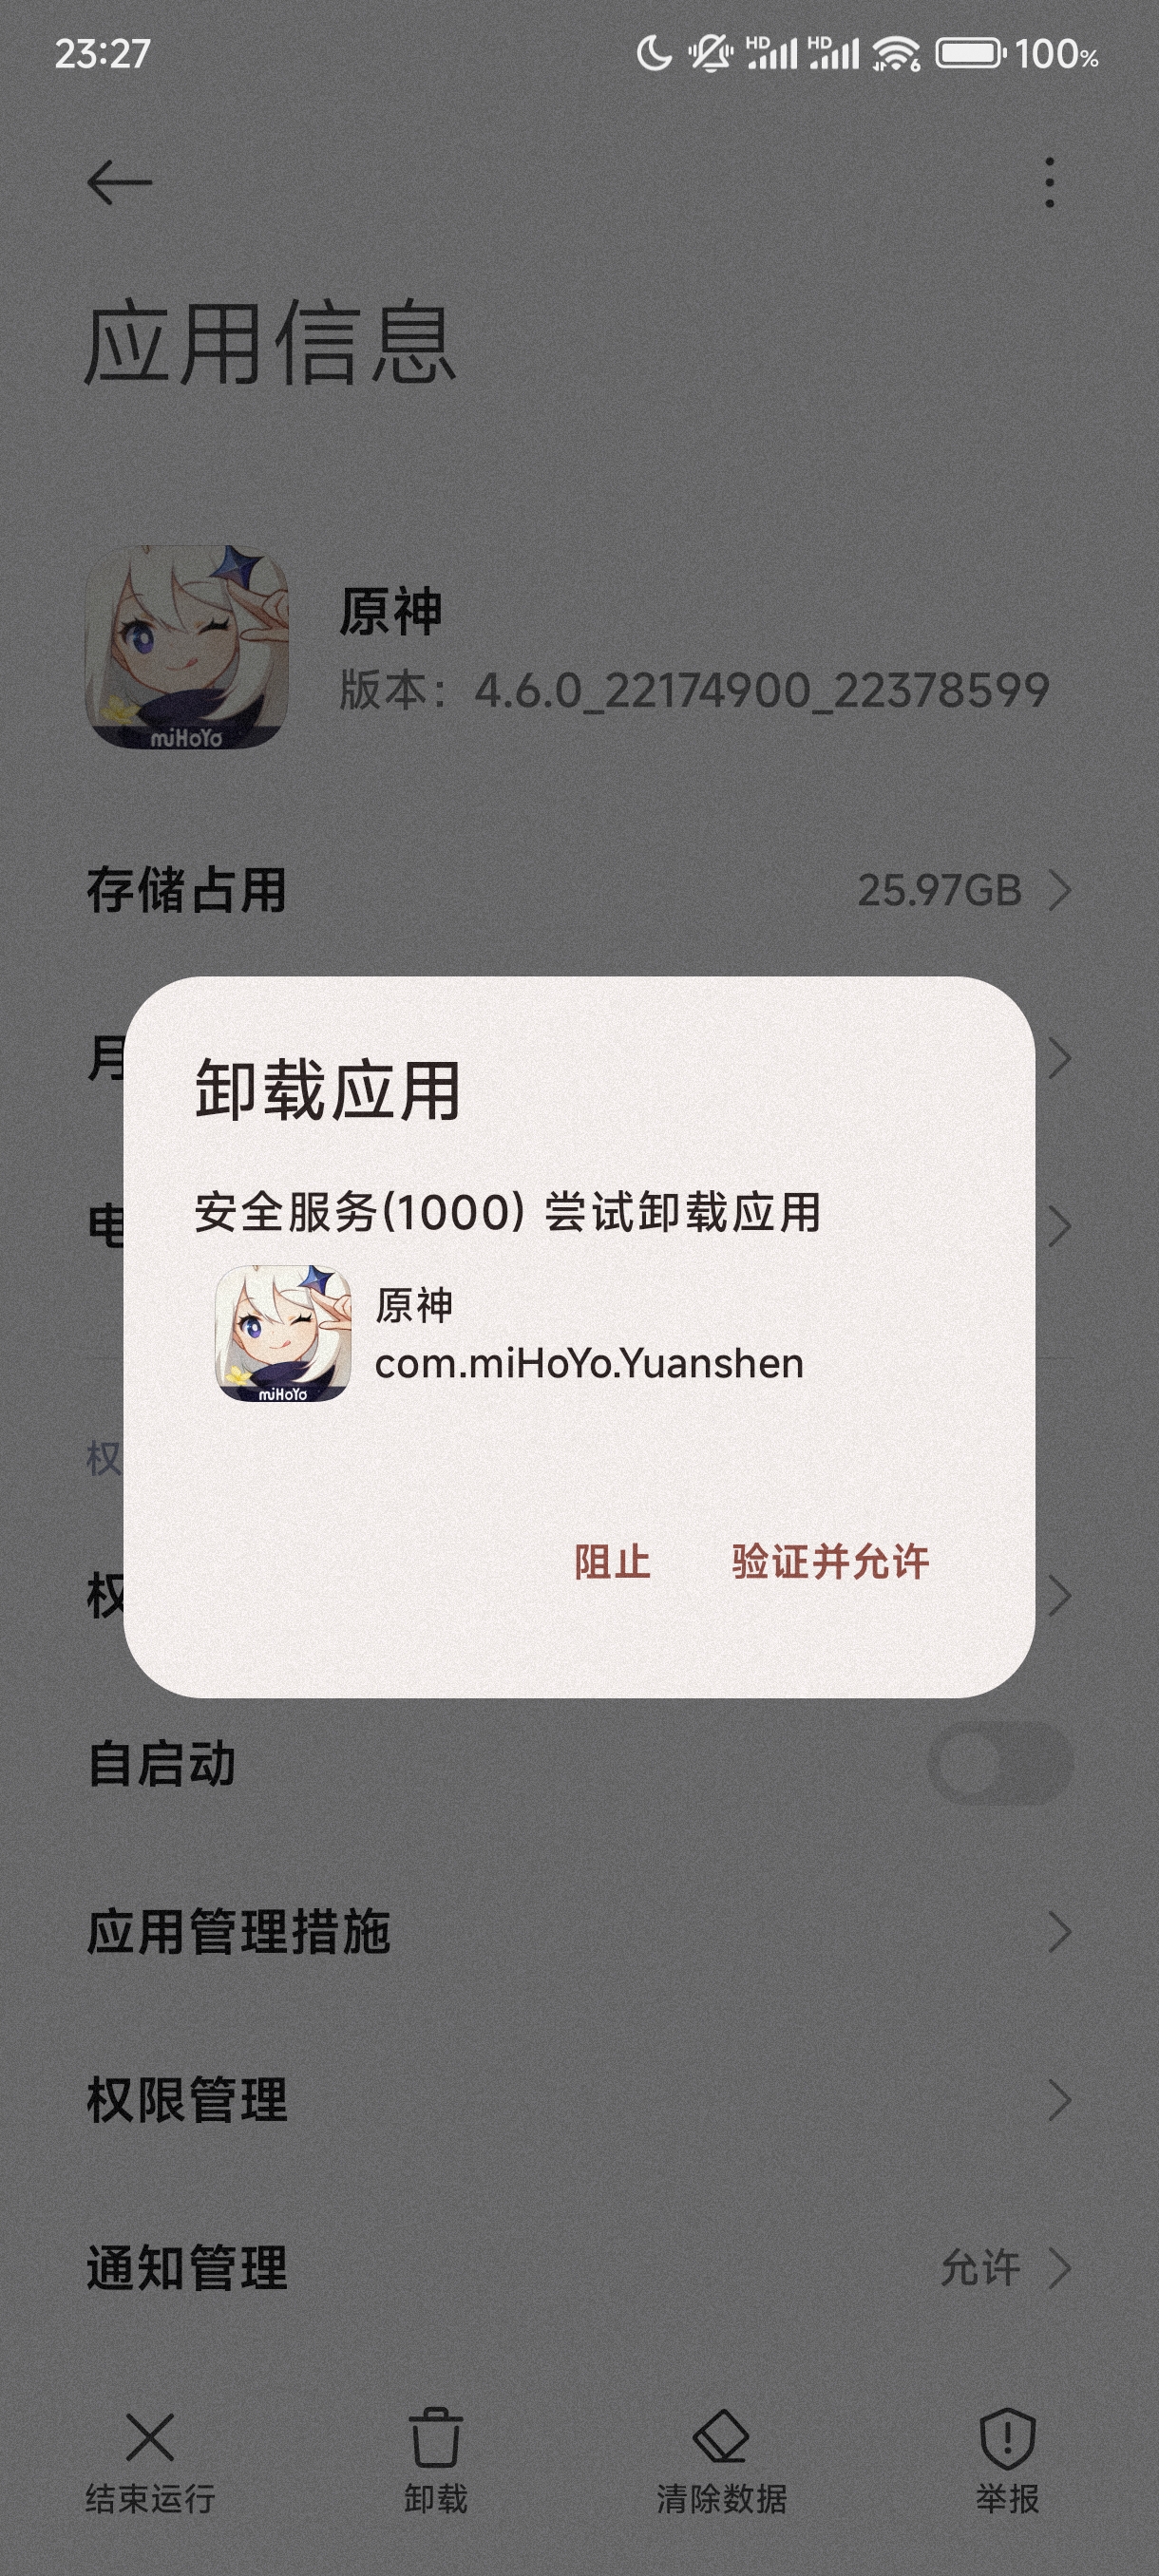 23:27
HD HD 6 100%
应用信息
miHoYo
原神
版本：4.6.0_22174900_22378599
存储占用
25.97GB
月
卸载应用
安全服务(1000) 尝试卸载应用
电
miHoYo
原神
com.miHoYo.Yuanshen
权
阻止
验证并允许
权
自启动
应用管理措施
权限管理
通知管理
允许
结束运行
卸载
清除数据
举报